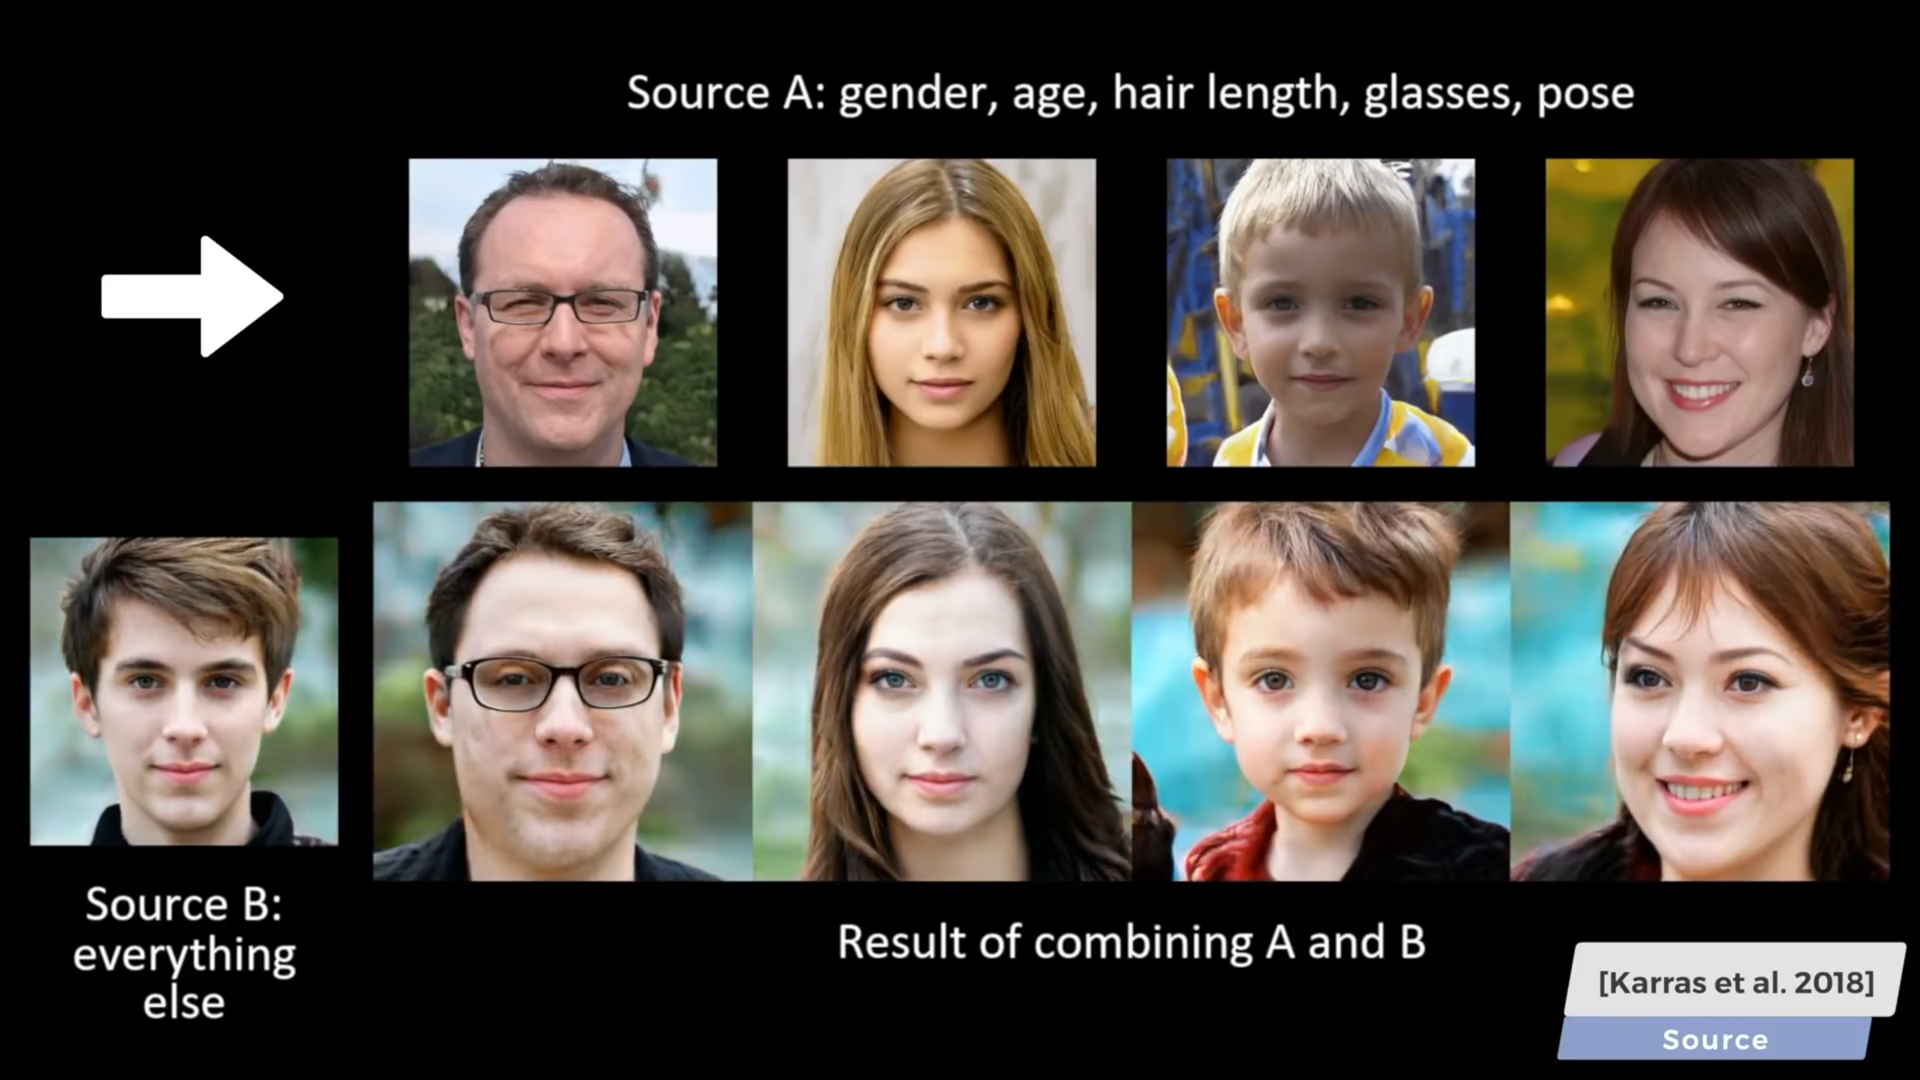 Source A: gender, age, hair length, glasses, pose
Source B:
everything
else
Result of combining A and B
[Karras et al. 2018]
Source